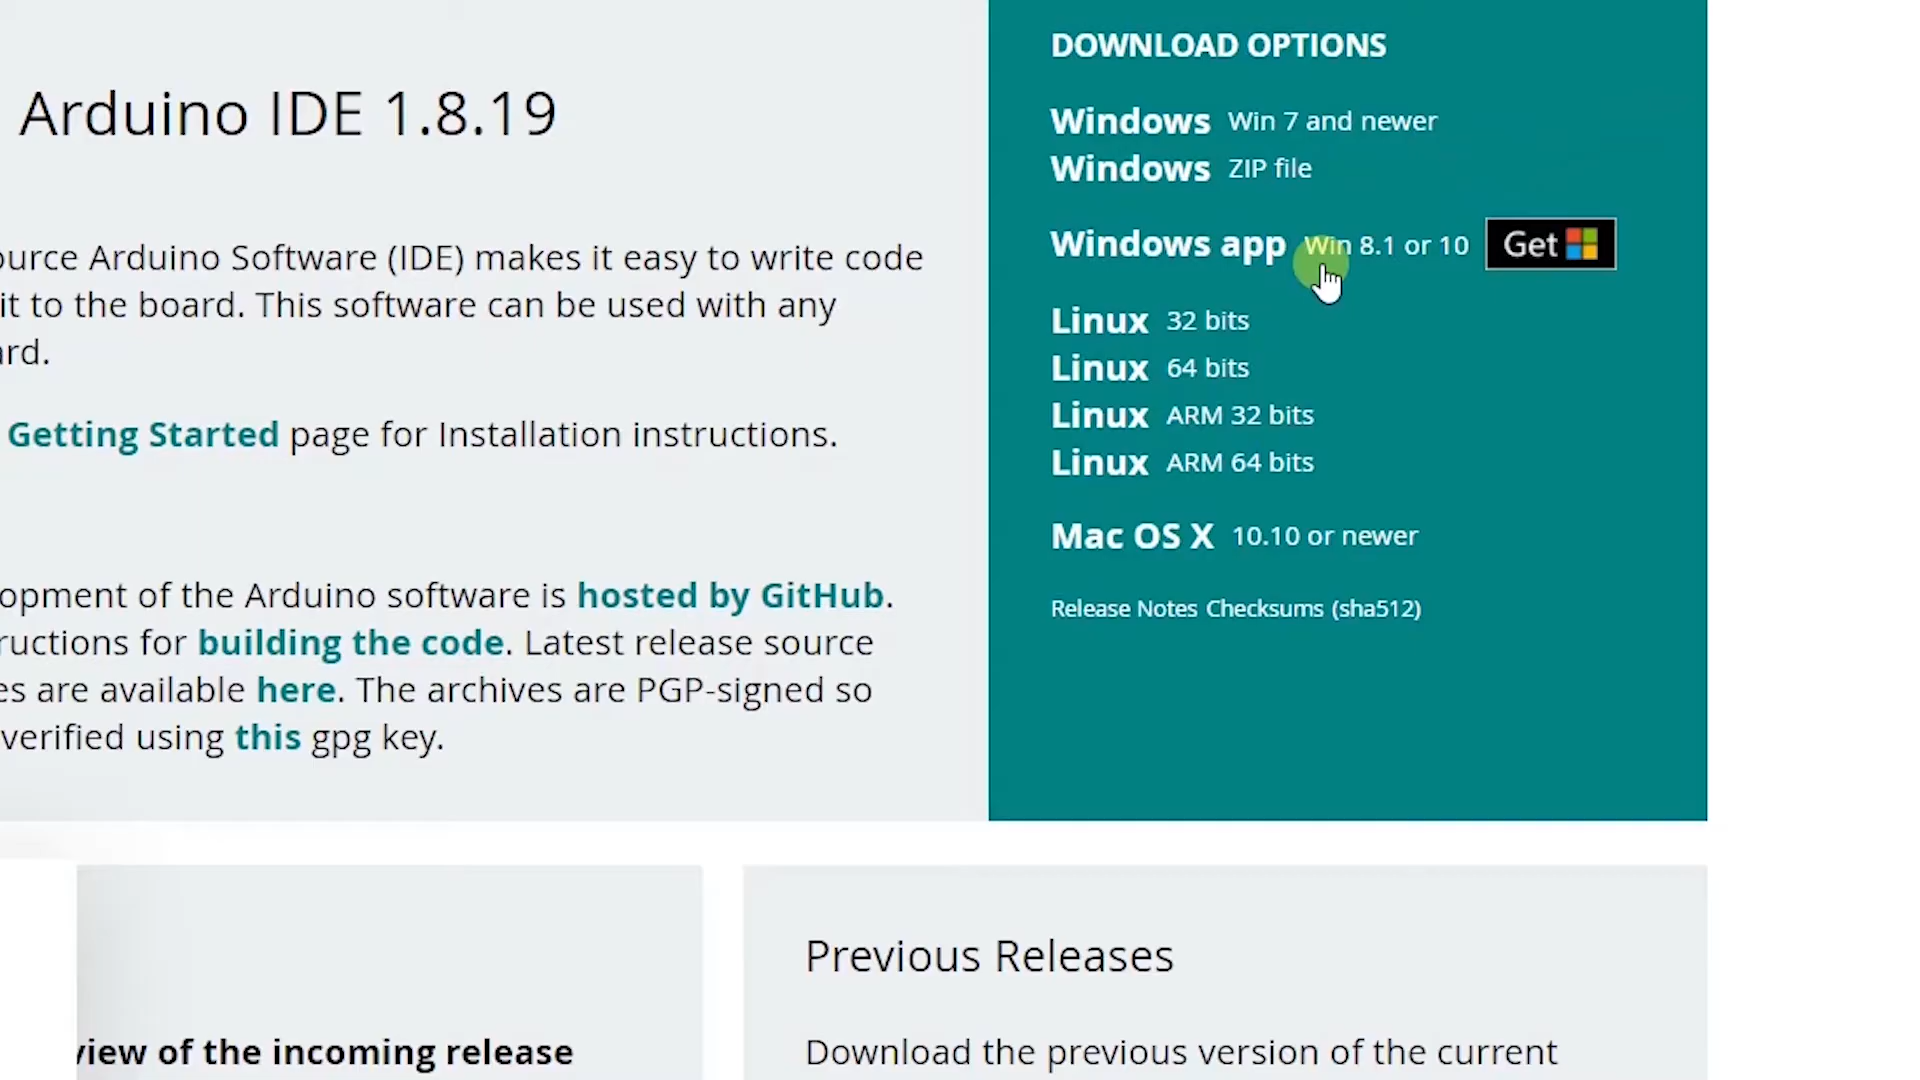 Arduino IDE 1.8.19
ource Arduino Software (IDE) makes it easy to write code
it to the board. This software can be used with any
ard.
Getting Started page for Installation instructions.
opment of the Arduino software is hosted by GitHub.
ructions for building the code. Latest release source
es are available here. The archives are PGP-signed so
verified using this gpg key.
DOWNLOAD OPTIONS
Windows Win 7 and newer
Windows ZIP file
Windows app Win 8.1 or 10 Get
Linux 32 bits
Linux 64 bits
Linux ARM 32 bits
Linux ARM 64 bits
Mac OS X 10.10 or newer
Release Notes Checksums (sha512)
view of the incoming release
Previous Releases
Download the previous version of the current